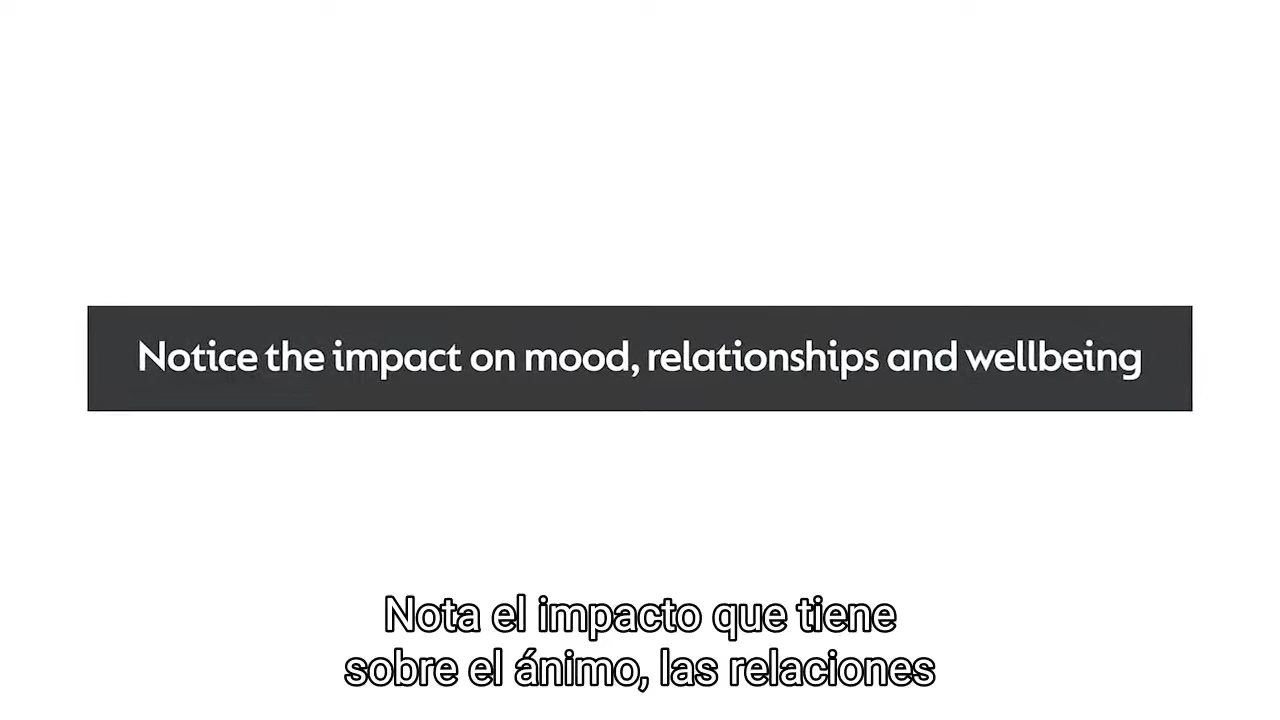 Notice the impact on mood, relationships and wellbeing
Nota el impacto que tiene
sobre el ánimo, las relaciones